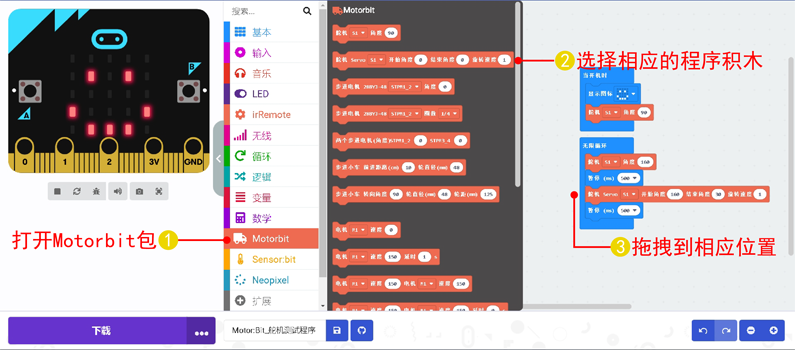 搜索...
基本
输入
音乐
LED
irRemote
无线
循环
逻辑
变量
数学
Motorbit
Sensor:bit
Neopixel
扩展
B
A
0
1
2
3V
GND
Motorbit
舵机 S1 角度 90
舵机 Servo S1 开始角度 0 结束角度 0 旋转速度 1
步进电机 28BYJ-48 STPM1_2 角度 0
步进电机 28BYJ-48 STPM1_2 圈数 1/4
两个步进电机(角度)STPM1_2 0 STPM3_4 0
步进小车 轮直径(mm) 48
步进小车 转向角度 90 轮直径(mm) 48 轮距(mm) 125
电机 M1 速度 0
电机 M1 速度 150 延时 1 s
电机 M1 速度 150 电机 M1 速度 150
当开机时
显示图标
舵机 S1 角度 90
无限循环
舵机 S1 角度 160
暂停 (ms) 500
舵机 Servo S1 开始角度 160 结束角度 30 旋转速度 1
暂停 (ms) 500
打开Motorbit包 1
2 选择相应的程序积木
3 拖拽到相应位置
下载
Motor:Bit_舵机测试程序